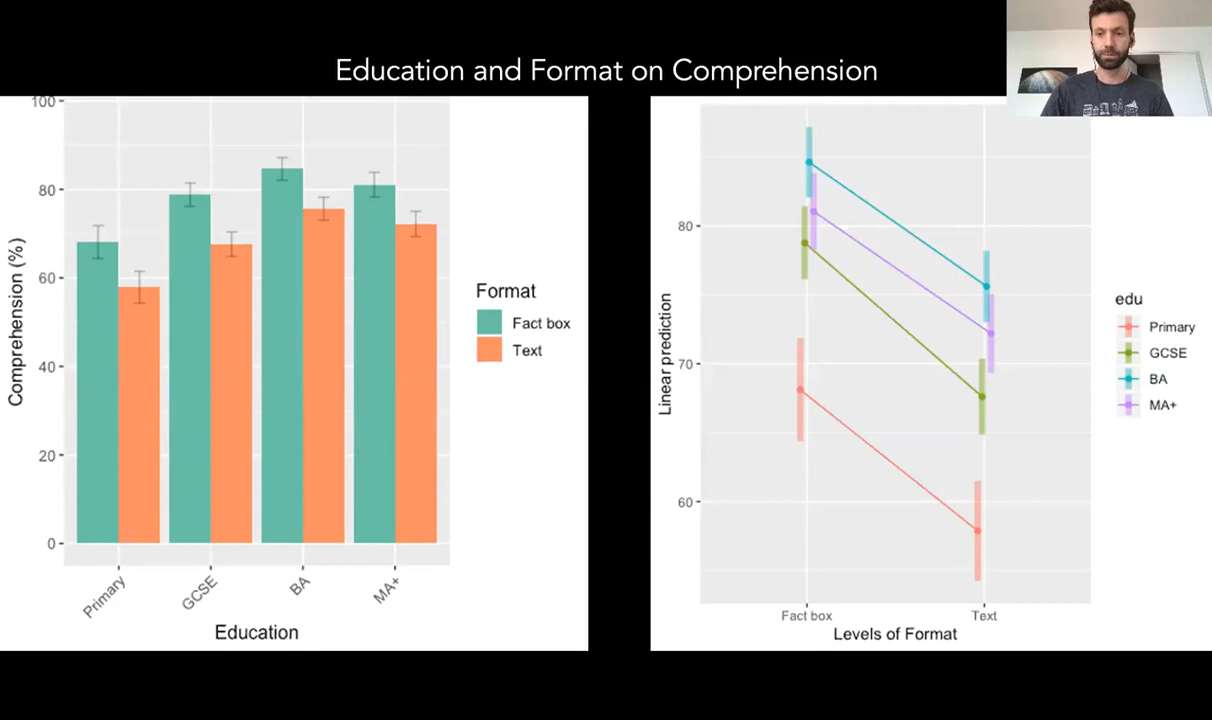 Education and Format on Comprehension
Comprehension (%)
100
80
60
40
20
0
Primary
GCSE
BA
MA+
Education
Format
Fact box
Text
Linear prediction
80
70
60
Fact box
Text
Levels of Format
edu
Primary
GCSE
BA
MA+